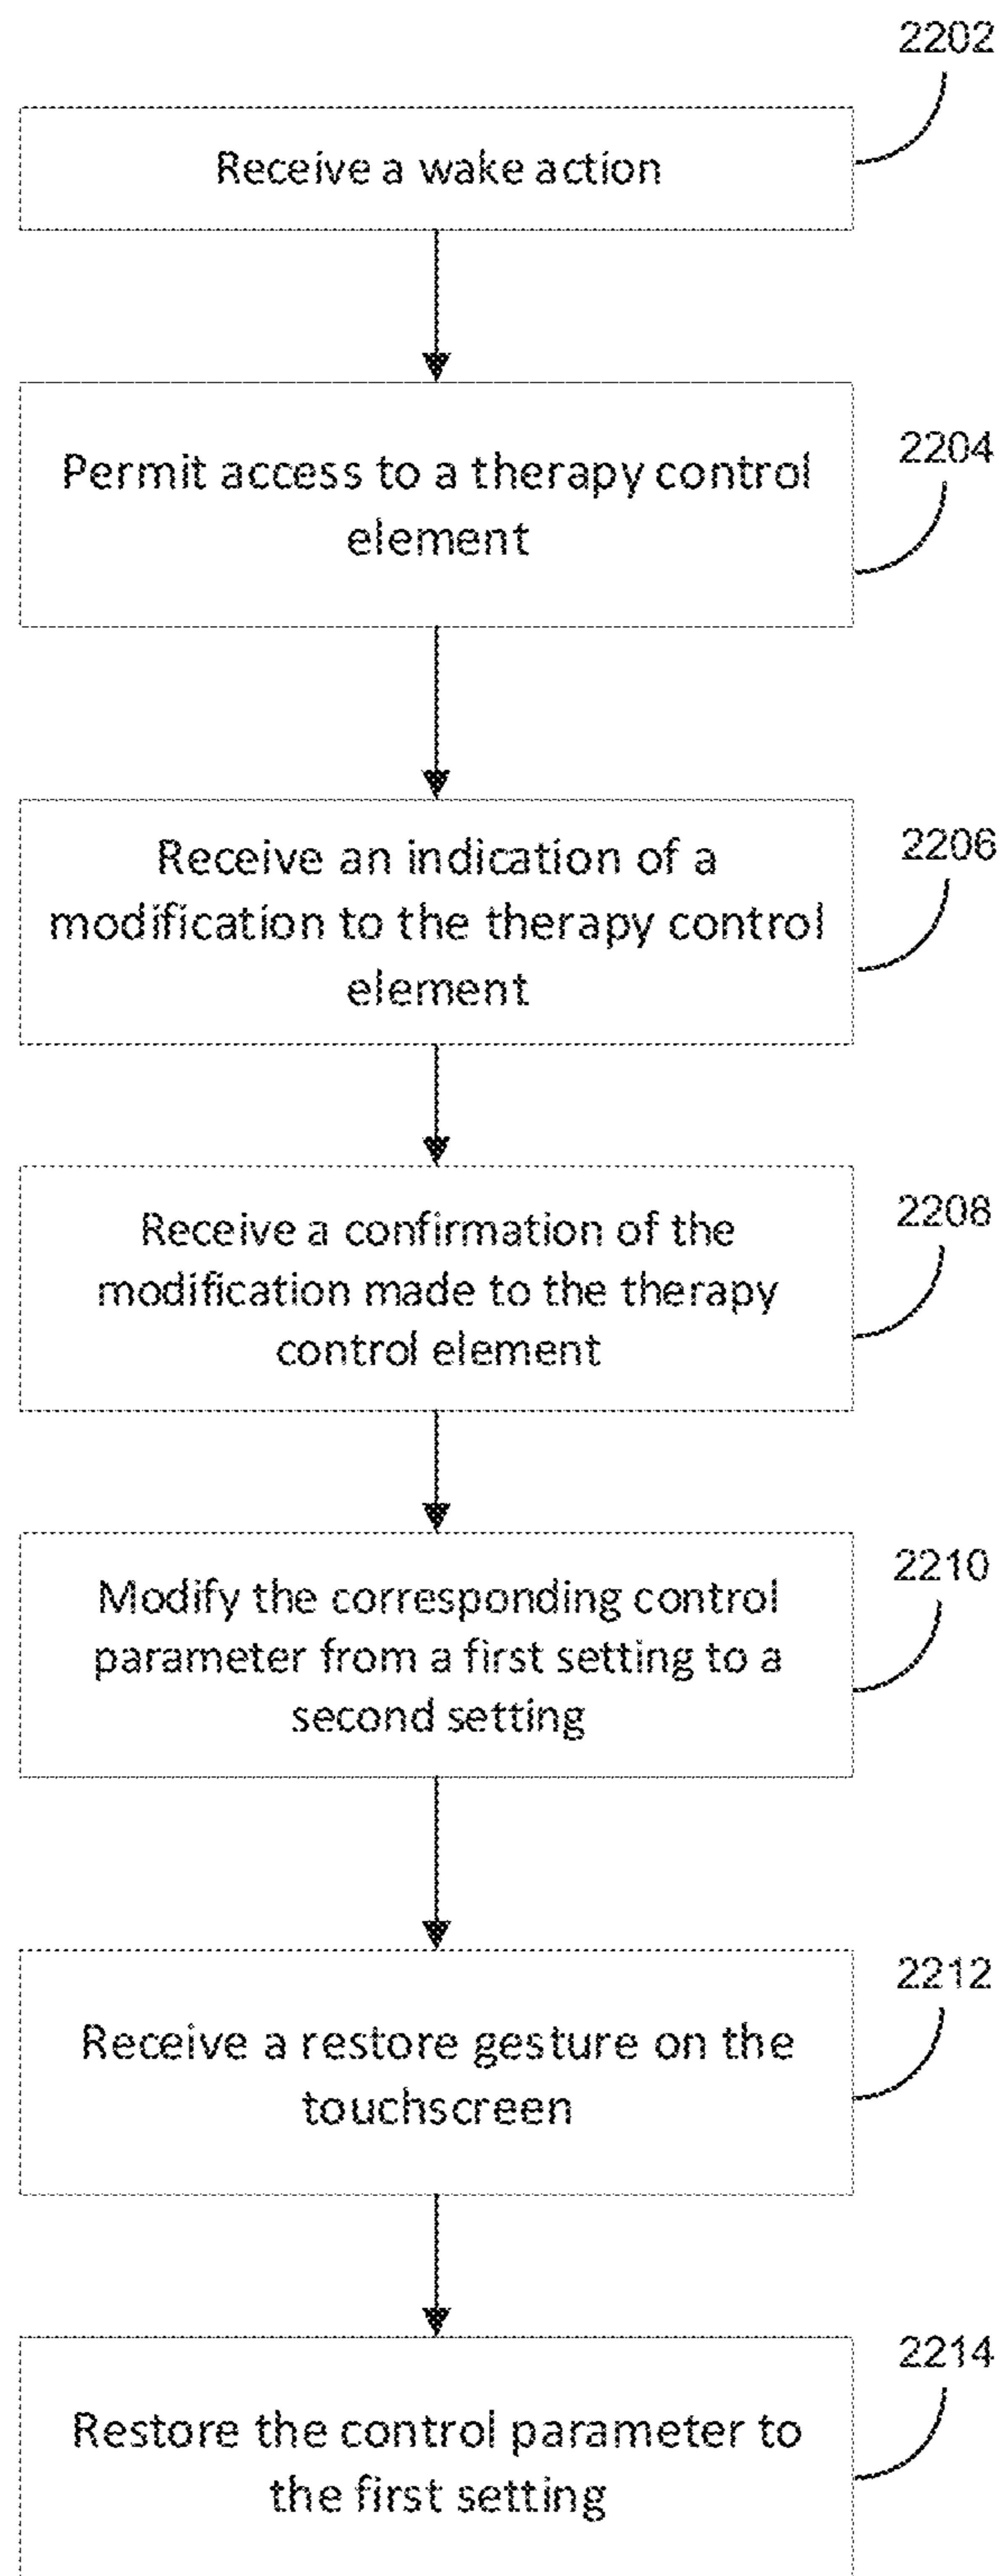 2202
Receive a wake action
2204
Permit access to a therapy control
element
2206
Receive an indication of a
modification to the therapy control
element
2208
Receive a confirmation of the
modification made to the therapy
control element
2210
Modify the corresponding control
parameter from a first setting to a
second setting
2212
Receive a restore gesture on the
touchscreen
2214
Restore the control parameter to
the first setting